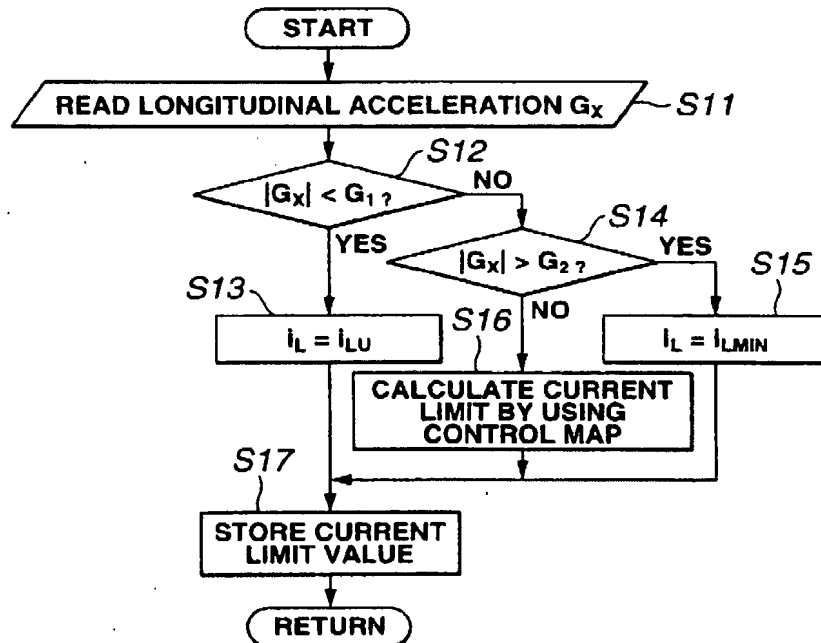 START
READ LONGITUDINAL ACCELERATION GX
S11
S12
|GX| < G1 ?
NO
YES
S14
|GX| > G2 ?
YES
NO
S13
iL = iLU
S15
iL = iLMIN
S16
CALCULATE CURRENT
LIMIT BY USING
CONTROL MAP
S17
STORE CURRENT
LIMIT VALUE
RETURN